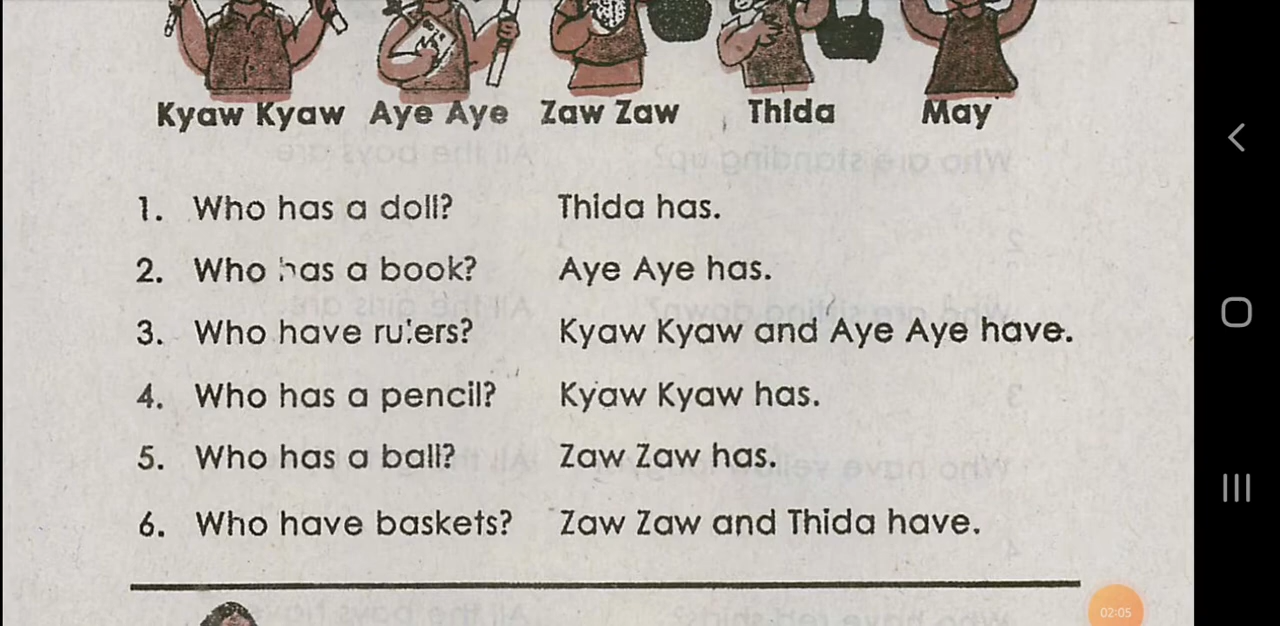 Kyaw Kyaw Aye Aye Zaw Zaw Thida May
1. Who has a doll? Thida has.
2. Who has a book? Aye Aye has.
3. Who have rulers? Kyaw Kyaw and Aye Aye have.
4. Who has a pencil? Kyaw Kyaw has.
5. Who has a ball? Zaw Zaw has.
6. Who have baskets? Zaw Zaw and Thida have.
02:05